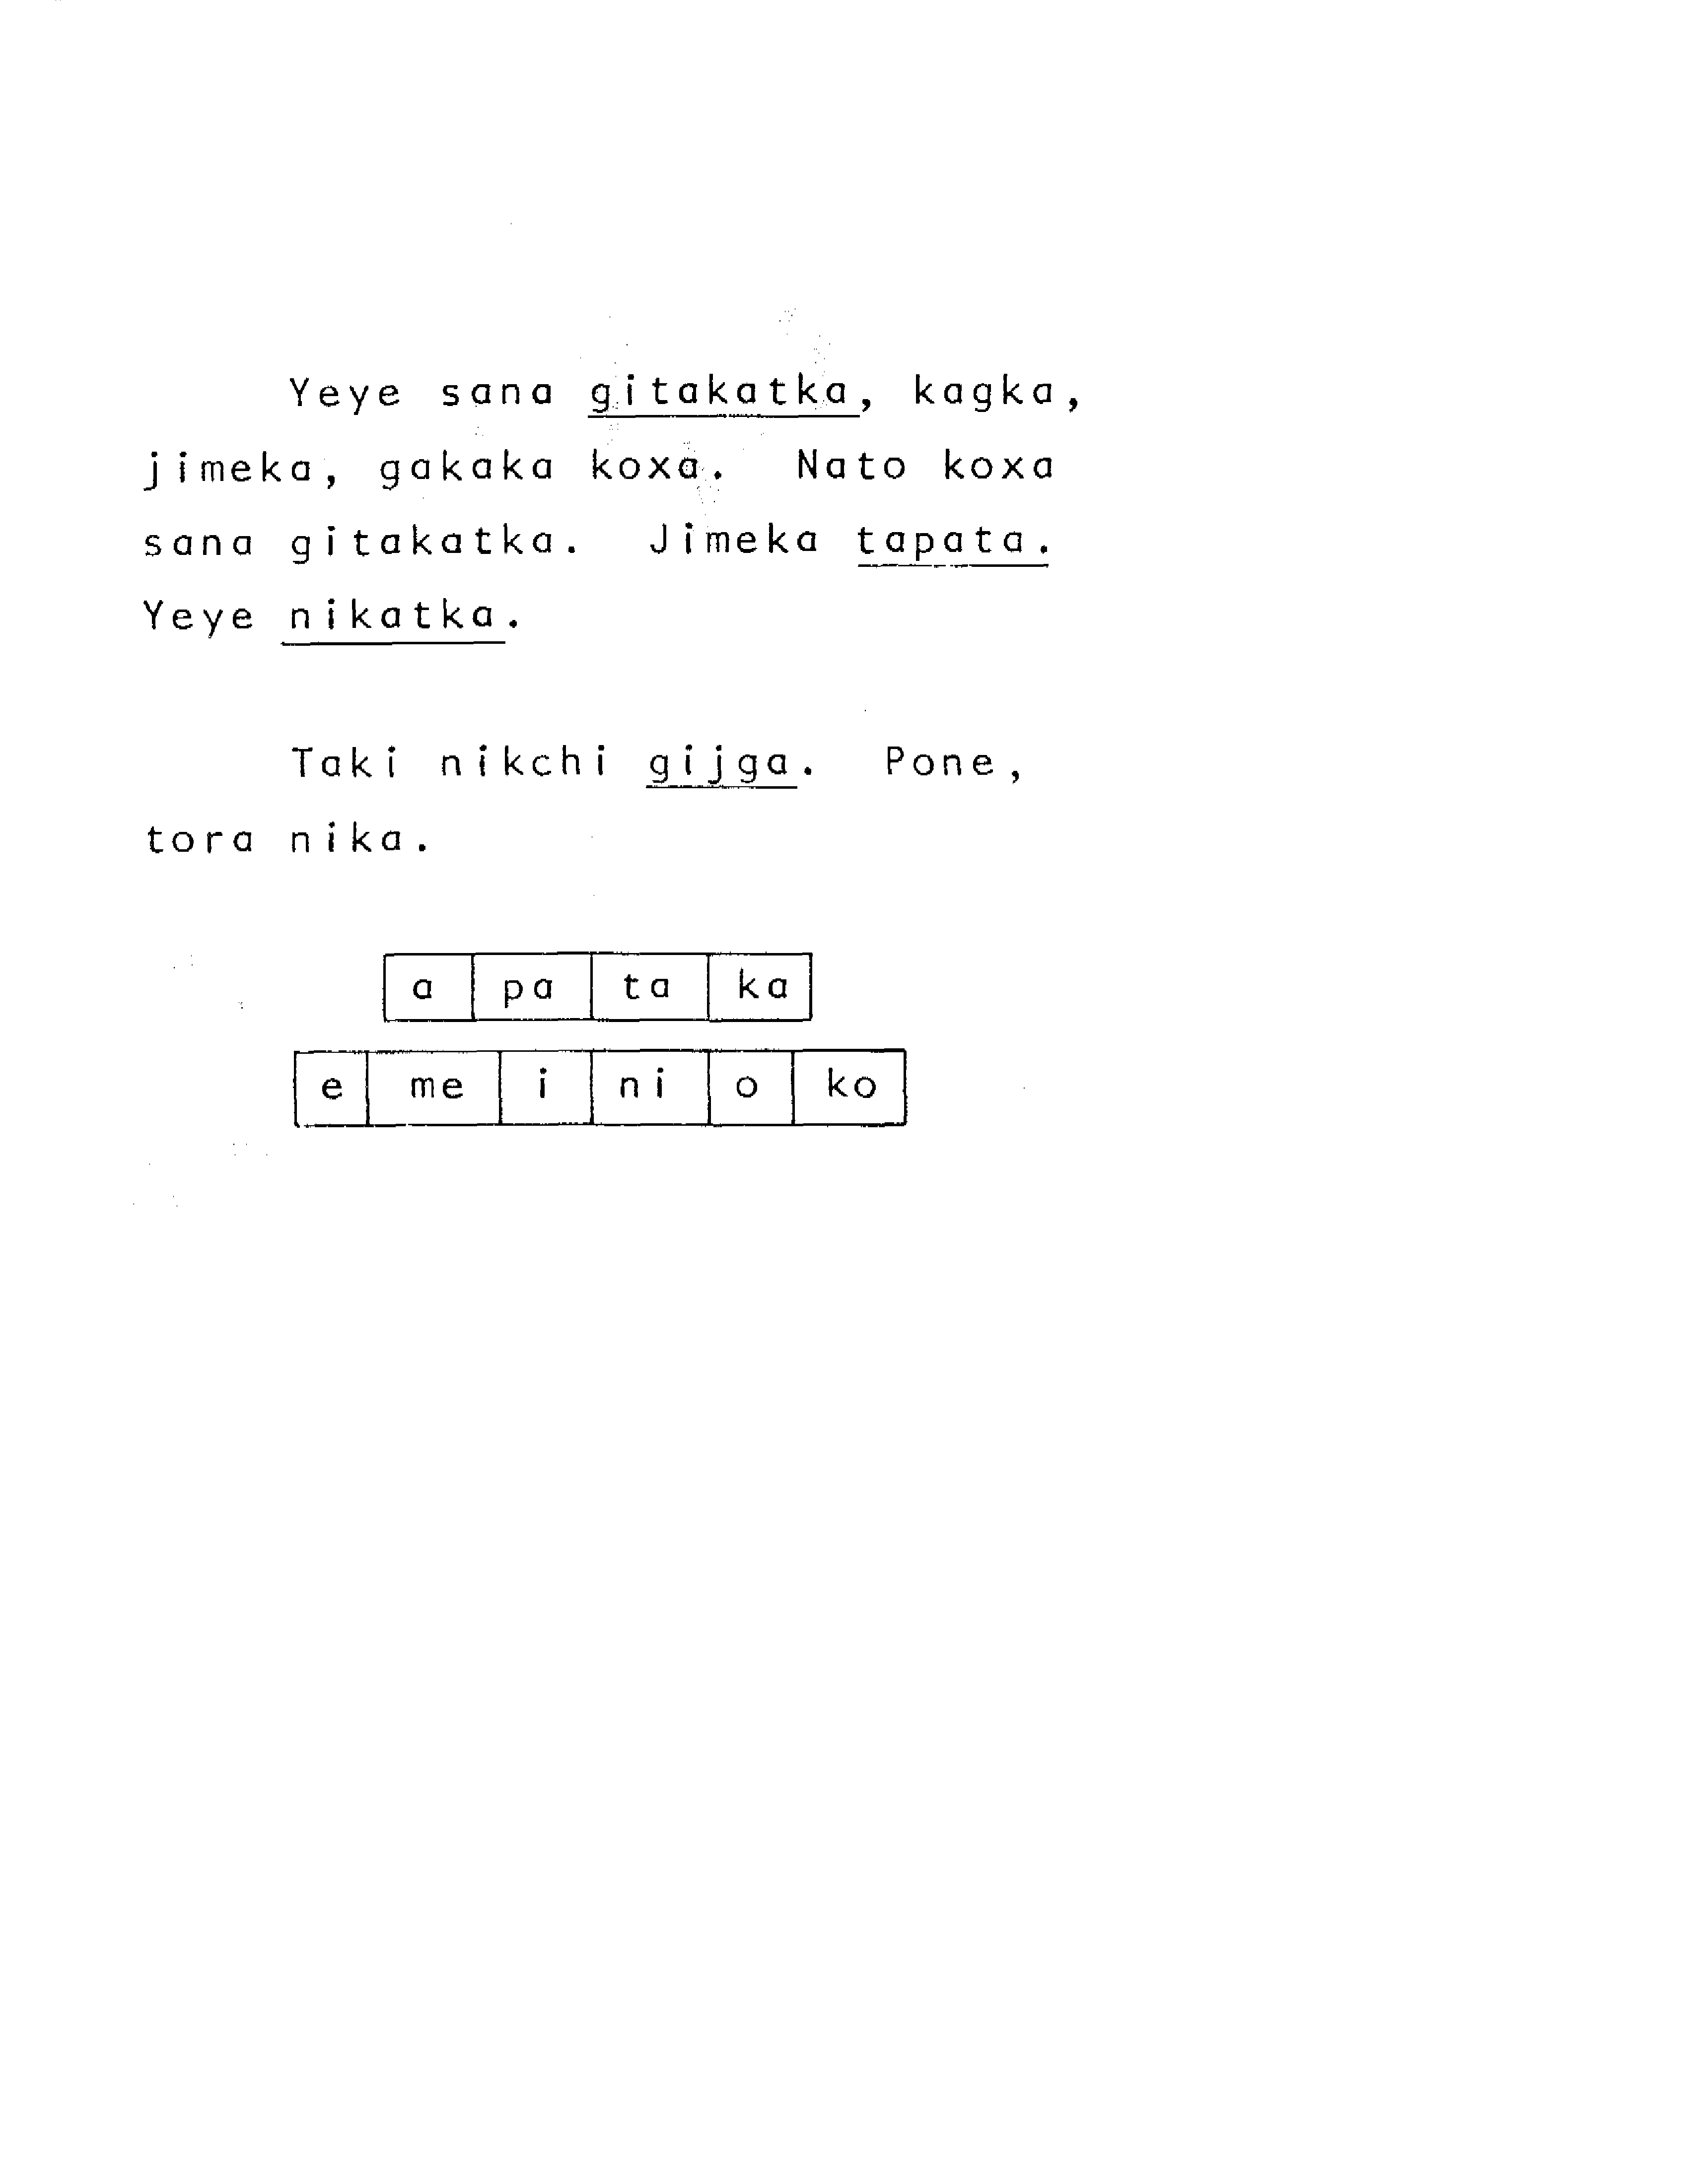 Yeye sana gitakatka, kagka,
jimeka, gakaka koxa. Nato koxa
sana gitakatka. Jimeka tapata.
Yeye nikatka.
Taki nikchi gijga. Pone,
tora nika.
a pa ta ka
e me i ni o ko